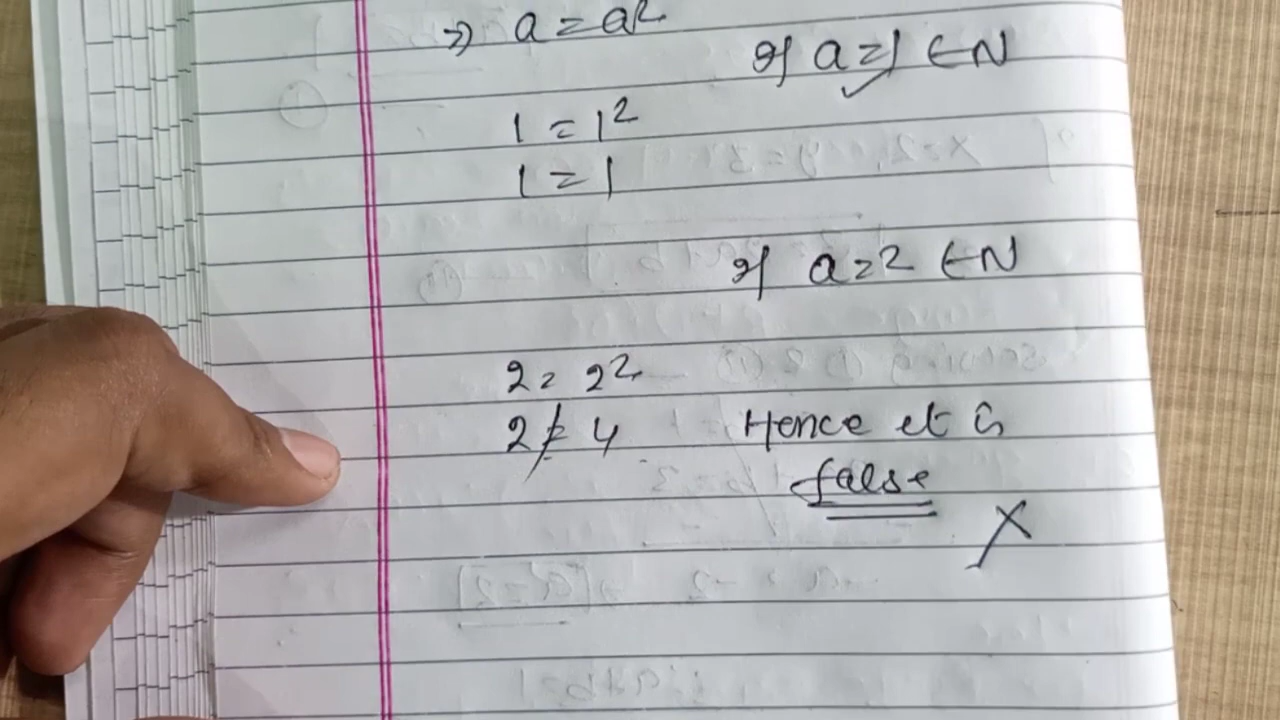 ⇒ a = a²
If a = 1 ∈ N
1 = 1²
1 = 1
If a = 2 ∈ N
2 = 2²
2 ≠ 4 Hence it is
false